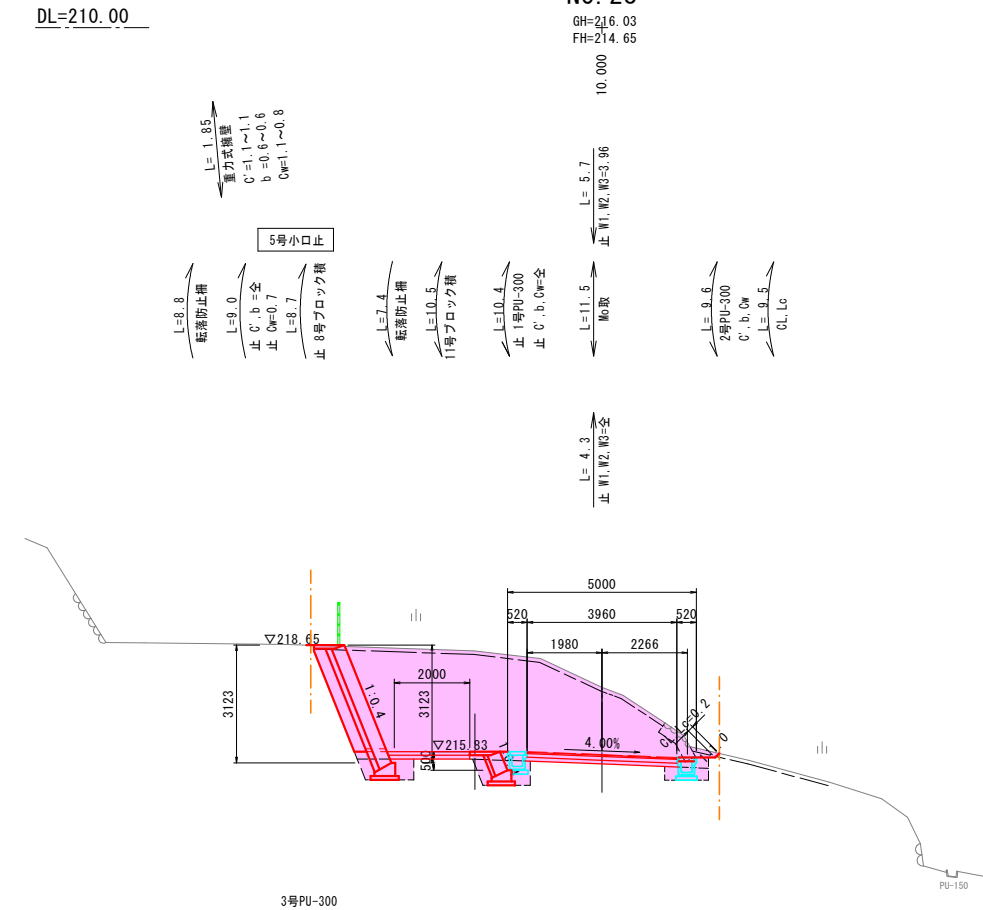 DL=210.00
GH=216.03
FH=214.65
10.000
L= 1.85
重力式擁壁
C'=1.1～1.1
b =0.6～0.6
Cw=1.1～0.8
L= 5.7
止 W1,W2,W3=3.96
5号小口止
L=8.8
転落防止柵
L=9.0
止 C',b =全
止 Cw=0.7
L=8.7
止 8号ブロック積
L=7.4
転落防止柵
L=10.5
11号ブロック積
L=10.4
止 1号PU-300
止 C',b,Cw=全
L=11.5
Mo取
L= 9.6
2号PU-300
C',b,Cw
L= 9.5
CL,Lc
L= 4.3
止 W1,W2,W3=全
5000
520
3960
520
1980
2266
▽218.65
2000
3123
3123
1:0.4
▽215.83
500
4.00%
Lc=0.2
PU-150
3号PU-300